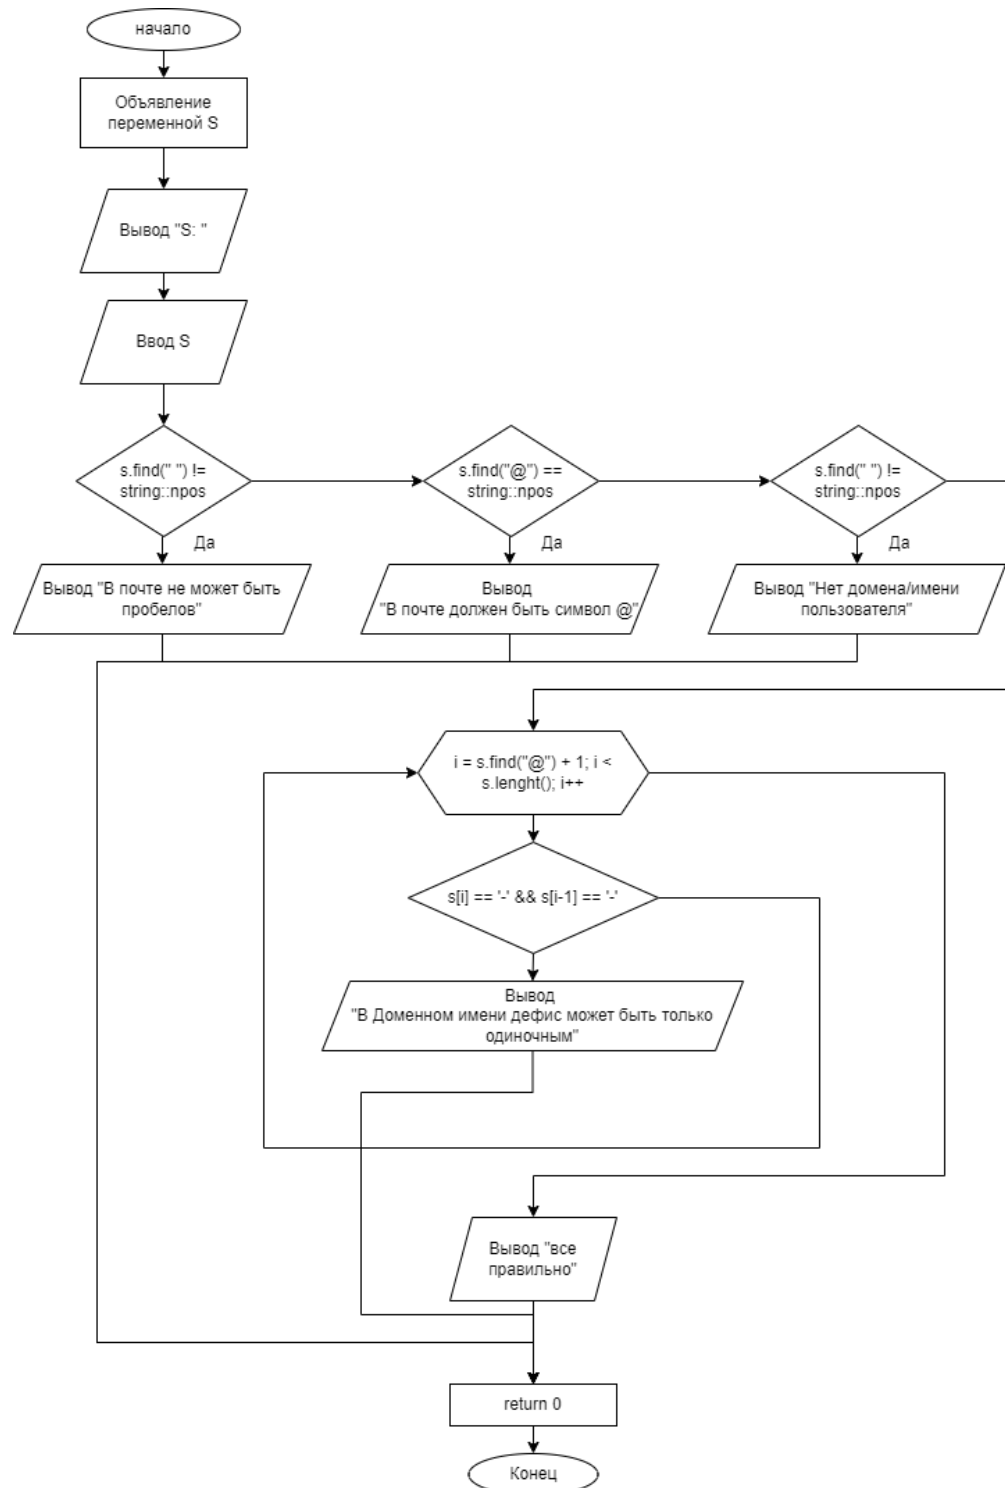 начало
Объявление
переменной S
Вывод "S: "
Ввод S
s.find(" ") !=
string::npos
s.find("@") ==
string::npos
s.find(" ") !=
string::npos
Да
Да
Да
Вывод "В почте не может быть
пробелов"
Вывод
"В почте должен быть символ @"
Вывод "Нет домена/имени
пользователя"
i = s.find("@") + 1; i <
s.lenght(); i++
s[i] == '-' && s[i-1] == '-'
Вывод
"В Доменном имени дефис может быть только
одиночным"
Вывод "все
правильно"
return 0
Конец